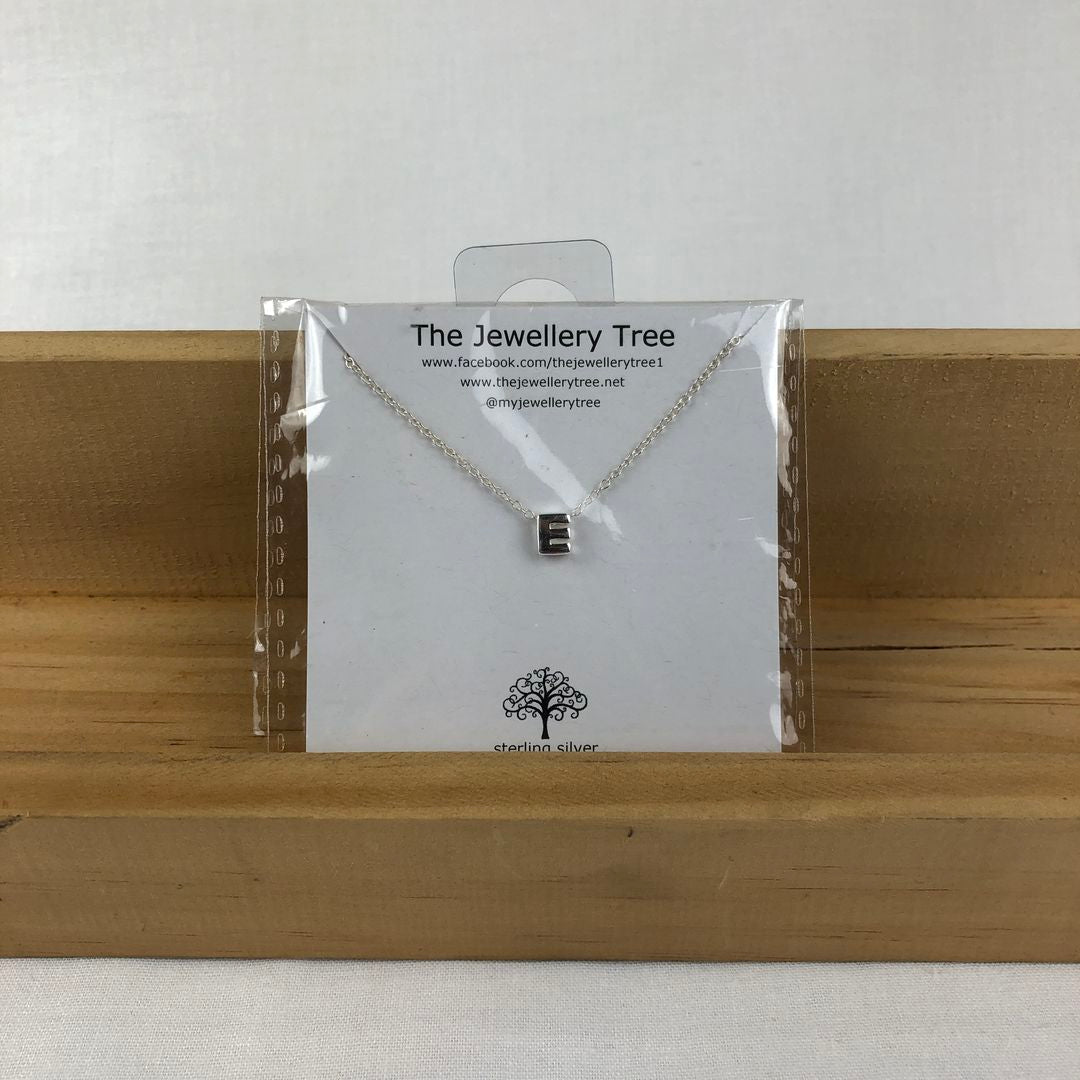 The Jewellery Tree
www.facebook.com/thejewellerytree1
www.thejewellerytree.net
@myjewellerytree
E
sterling silver